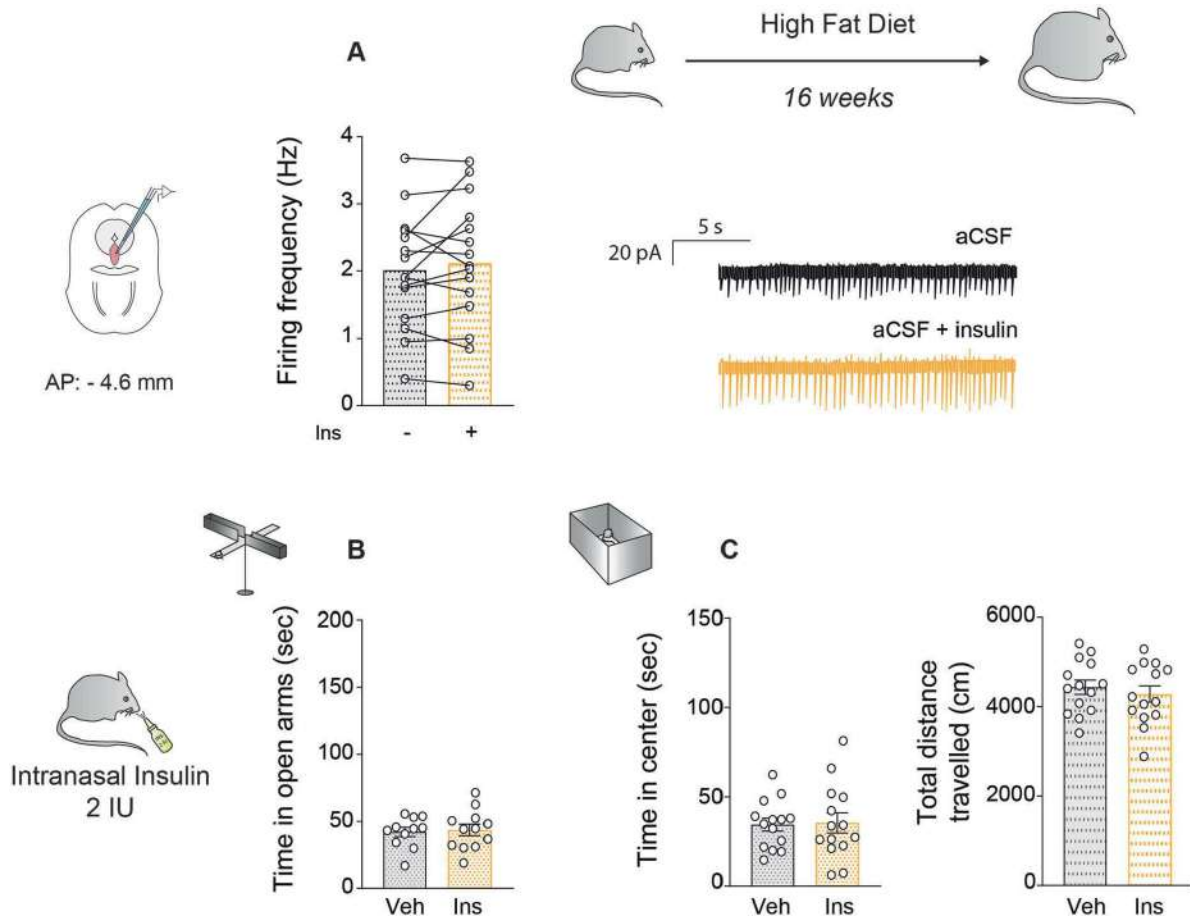 A
High Fat Diet
16 weeks
Firing frequency (Hz)
4
3
2
1
0
Ins
-
+
AP: - 4.6 mm
5 s
20 pA
aCSF
aCSF + insulin
B
Time in open arms (sec)
200
150
100
50
0
Veh
Ins
Intranasal Insulin
2 IU
C
Time in center (sec)
150
100
50
0
Veh
Ins
Total distance
travelled (cm)
6000
4000
2000
0
Veh
Ins